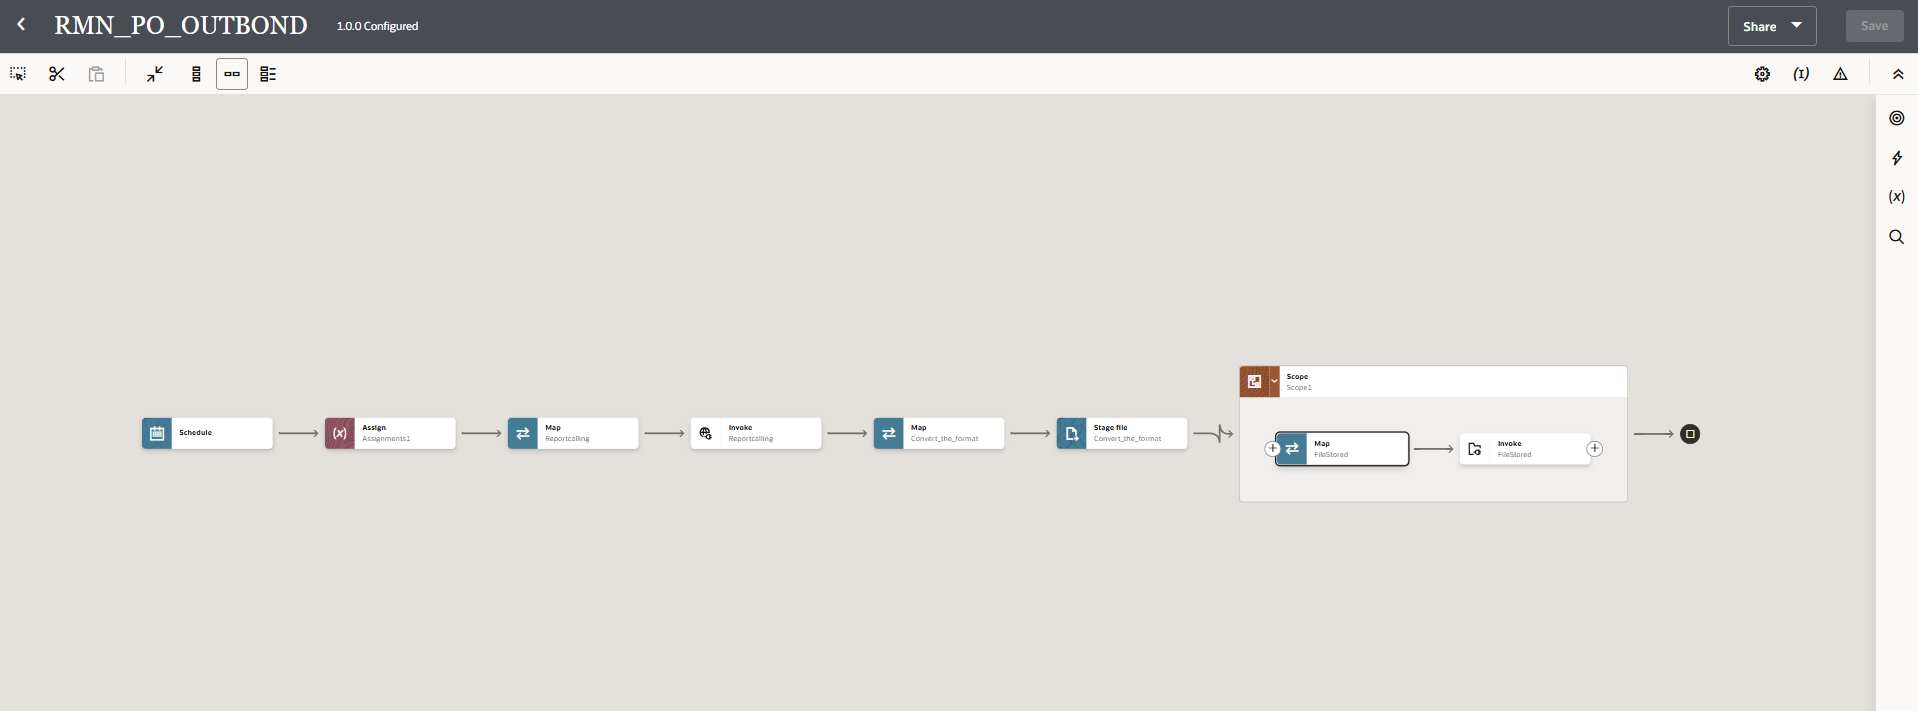 RMN_PO_OUTBOND
1.0.0 Configured
Share
Save
Schedule
Assign
Assignments1
Map
Reportcalling
Invoke
Reportcalling
Map
Convert_the_format
Stage file
Convert_the_format
Scope
Scope1
Map
FileStored
Invoke
FileStored